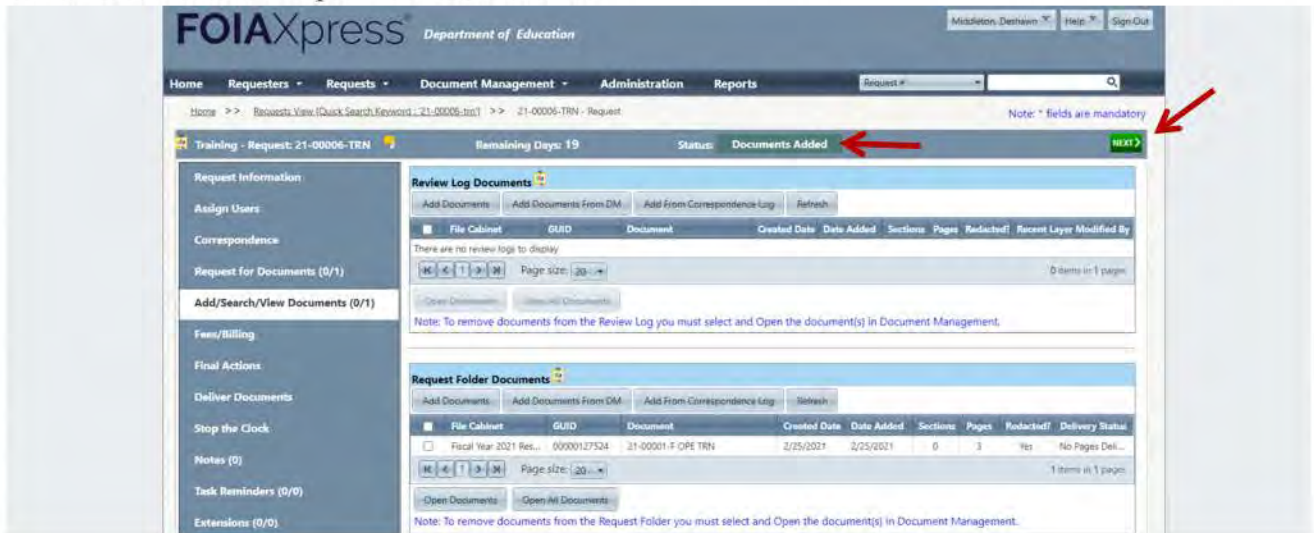 FOIAXpress® Department of Education
Middleton, Deshawn Help Sign Out
Home Requesters Requests Document Management Administration Reports Request #
Home >> Requests View [Quick Search Keyword : 21-00006-trn'] >> 21-00006-TRN - Request Note: * fields are mandatory
Training - Request: 21-00006-TRN Remaining Days: 19 Status: Documents Added NEXT >
Request Information
Assign Users
Correspondence
Request for Documents (0/1)
Add/Search/View Documents (0/1)
Fees/Billing
Final Actions
Deliver Documents
Stop the Clock
Notes (0)
Task Reminders (0/0)
Extensions (0/0)
Review Log Documents
Add Documents Add Documents From DM Add From Correspondence Log Refresh
File Cabinet GUID Document Created Date Date Added Sections Pages Redacted? Recent Layer Modified By
There are no review logs to display
1 Page size: 20 0 items in 1 pages
Open Documents Open All Documents
Note: To remove documents from the Review Log you must select and Open the document(s) in Document Management.
Request Folder Documents
Add Documents Add Documents From DM Add From Correspondence Log Refresh
File Cabinet GUID Document Created Date Date Added Sections Pages Redacted? Delivery Status
Fiscal Year 2021 Res... 00000127524 21-00001-F OPE TRN 2/25/2021 2/25/2021 0 3 Yes No Pages Deli...
1 Page size: 20 1 items in 1 pages
Open Documents Open All Documents
Note: To remove documents from the Request Folder you must select and Open the document(s) in Document Management.